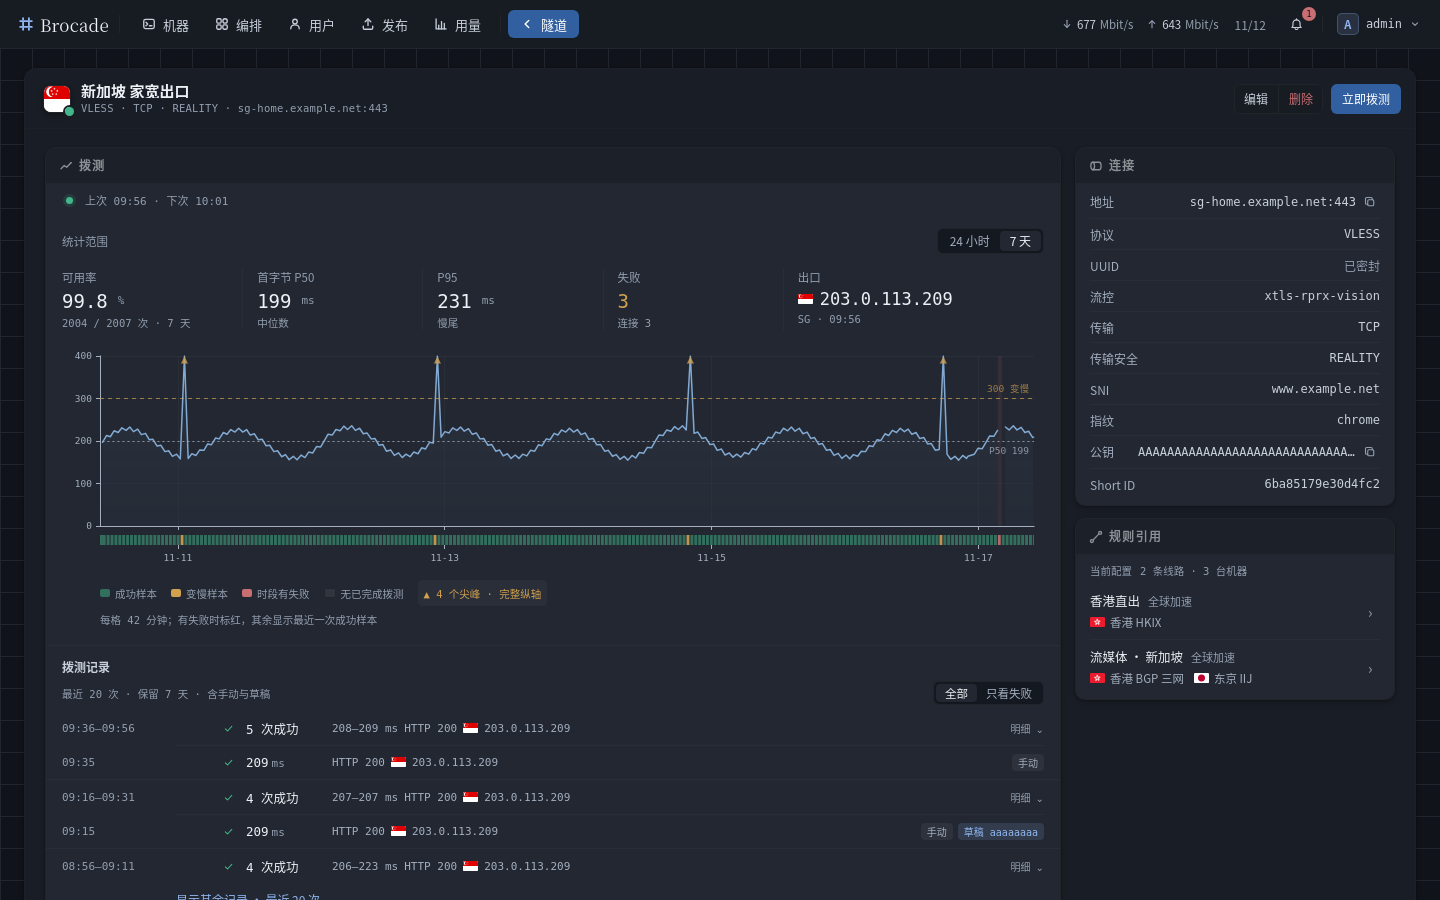 Brocade 机器 编排 用户 发布 用量 隧道 ↓ 677 Mbit/s ↑ 643 Mbit/s 11/12 1 A admin
新加坡 家宽出口
VLESS · TCP · REALITY · sg-home.example.net:443
编辑 删除 立即拨测
拨测
上次 09:56 · 下次 10:01
统计范围 24 小时 7 天
可用率 首字节 P50 P95 失败 出口
99.8 % 199 ms 231 ms 3 203.0.113.209
2004 / 2007 次 · 7 天 中位数 慢尾 连接 3 SG · 09:56
400
300
200
100
0
300 变慢
P50 199
11-11 11-13 11-15 11-17
成功样本 变慢样本 时段有失败 无已完成拨测 ▲ 4 个尖峰 · 完整纵轴
每格 42 分钟; 有失败时标红, 其余显示最近一次成功样本
拨测记录
最近 20 次 · 保留 7 天 · 含手动与草稿 全部 只看失败
09:36–09:56 ✓ 5 次成功 208–209 ms HTTP 200 203.0.113.209 明细
09:35 ✓ 209 ms HTTP 200 203.0.113.209 手动
09:16–09:31 ✓ 4 次成功 207–207 ms HTTP 200 203.0.113.209 明细
09:15 ✓ 209 ms HTTP 200 203.0.113.209 手动 草稿 aaaaaaaa
08:56–09:11 ✓ 4 次成功 206–223 ms HTTP 200 203.0.113.209 明细
显示其余记录 · 最近 20 次
连接
地址 sg-home.example.net:443
协议 VLESS
UUID 已密封
流控 xtls-rprx-vision
传输 TCP
传输安全 REALITY
SNI www.example.net
指纹 chrome
公钥 AAAAAAAAAAAAAAAAAAAAAAAAAAAAA…
Short ID 6ba85179e30d4fc2
规则引用
当前配置 2 条线路 · 3 台机器
香港直出 全球加速
香港 HKIX
流媒体 · 新加坡 全球加速
香港 BGP 三网 东京 IIJ